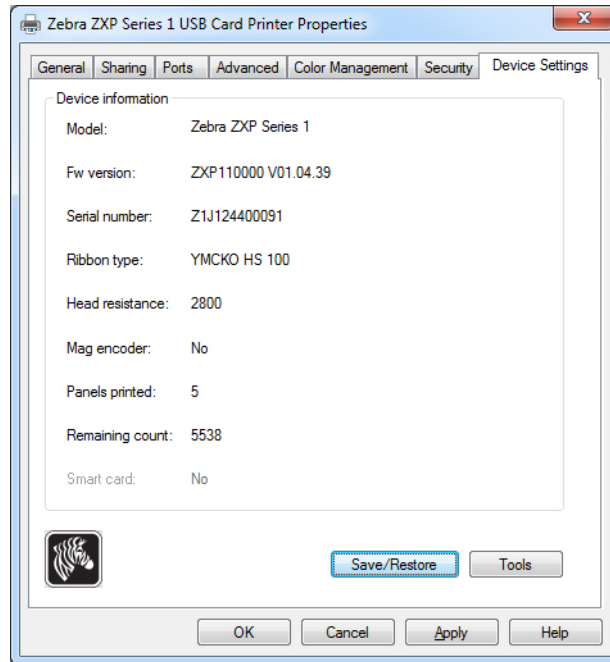 Zebra ZXP Series 1 USB Card Printer Properties
General Sharing Ports Advanced Color Management Security Device Settings
Device information
Model: Zebra ZXP Series 1
Fw version: ZXP110000 V01.04.39
Serial number: Z1J124400091
Ribbon type: YMCKO HS 100
Head resistance: 2800
Mag encoder: No
Panels printed: 5
Remaining count: 5538
Smart card: No
Save/Restore Tools
OK Cancel Apply Help